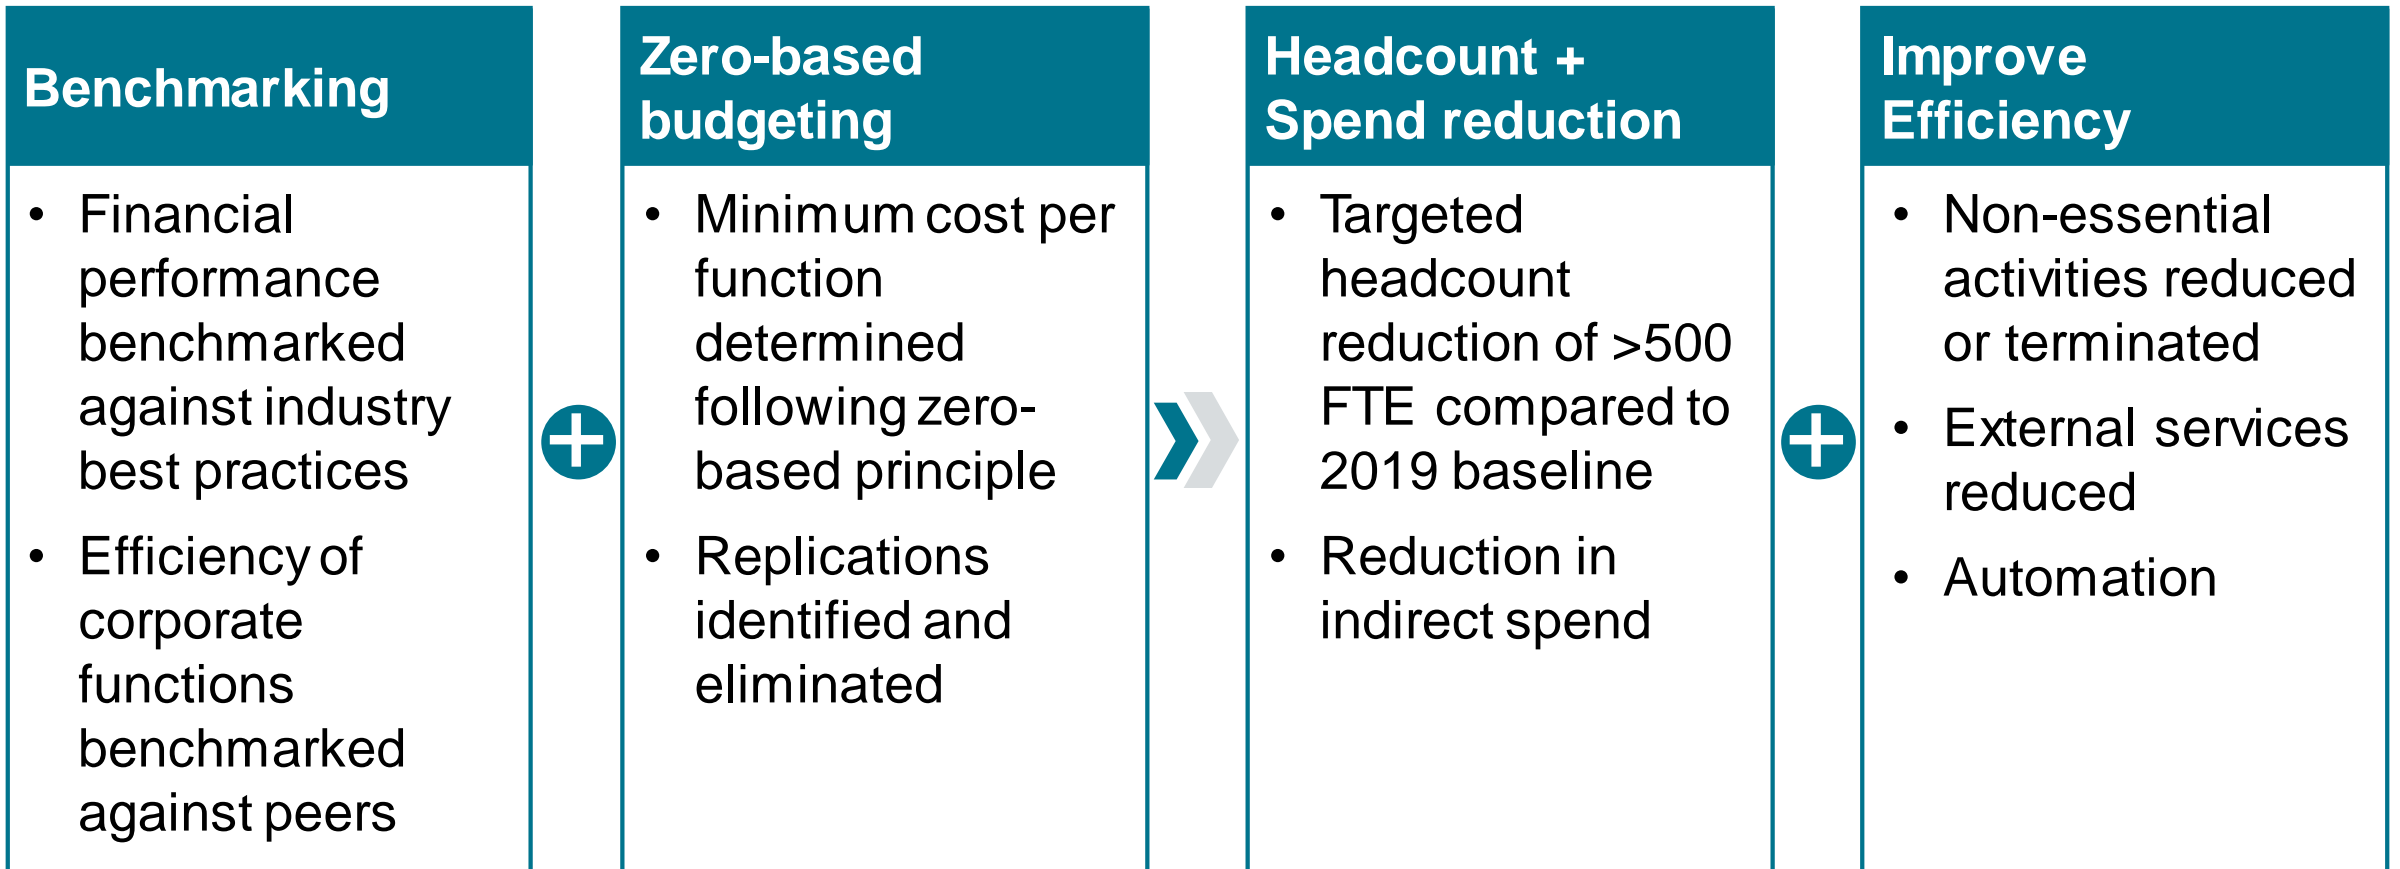 Benchmarking
• Financial
performance
benchmarked
against industry
best practices
• Efficiency of
corporate
functions
benchmarked
against peers
Zero-based
budgeting
• Minimum cost per
function
determined
following zero-
based principle
• Replications
identified and
eliminated
Headcount +
Spend reduction
• Targeted
headcount
reduction of >500
FTE compared to
2019 baseline
• Reduction in
indirect spend
Improve
Efficiency
• Non-essential
activities reduced
or terminated
• External services
reduced
• Automation